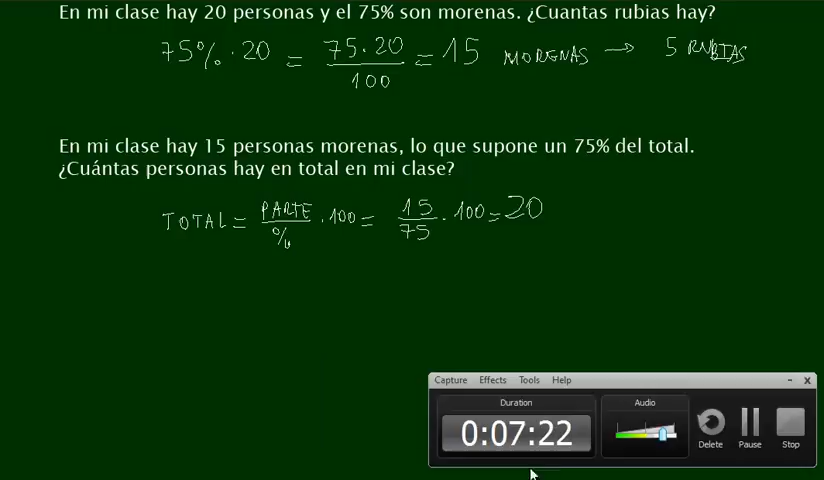 En mi clase hay 20 personas y el 75% son morenas. ¿Cuantas rubias hay?
75% · 20 = 75·20 / 100 = 15 MORENAS → 5 RUBIAS
En mi clase hay 15 personas morenas, lo que supone un 75% del total.
¿Cuántas personas hay en total en mi clase?
TOTAL = PARTE / % · 100 = 15 / 75 · 100 = 20
Capture Effects Tools Help - x
Duration Audio
0:07:22
Delete Pause Stop